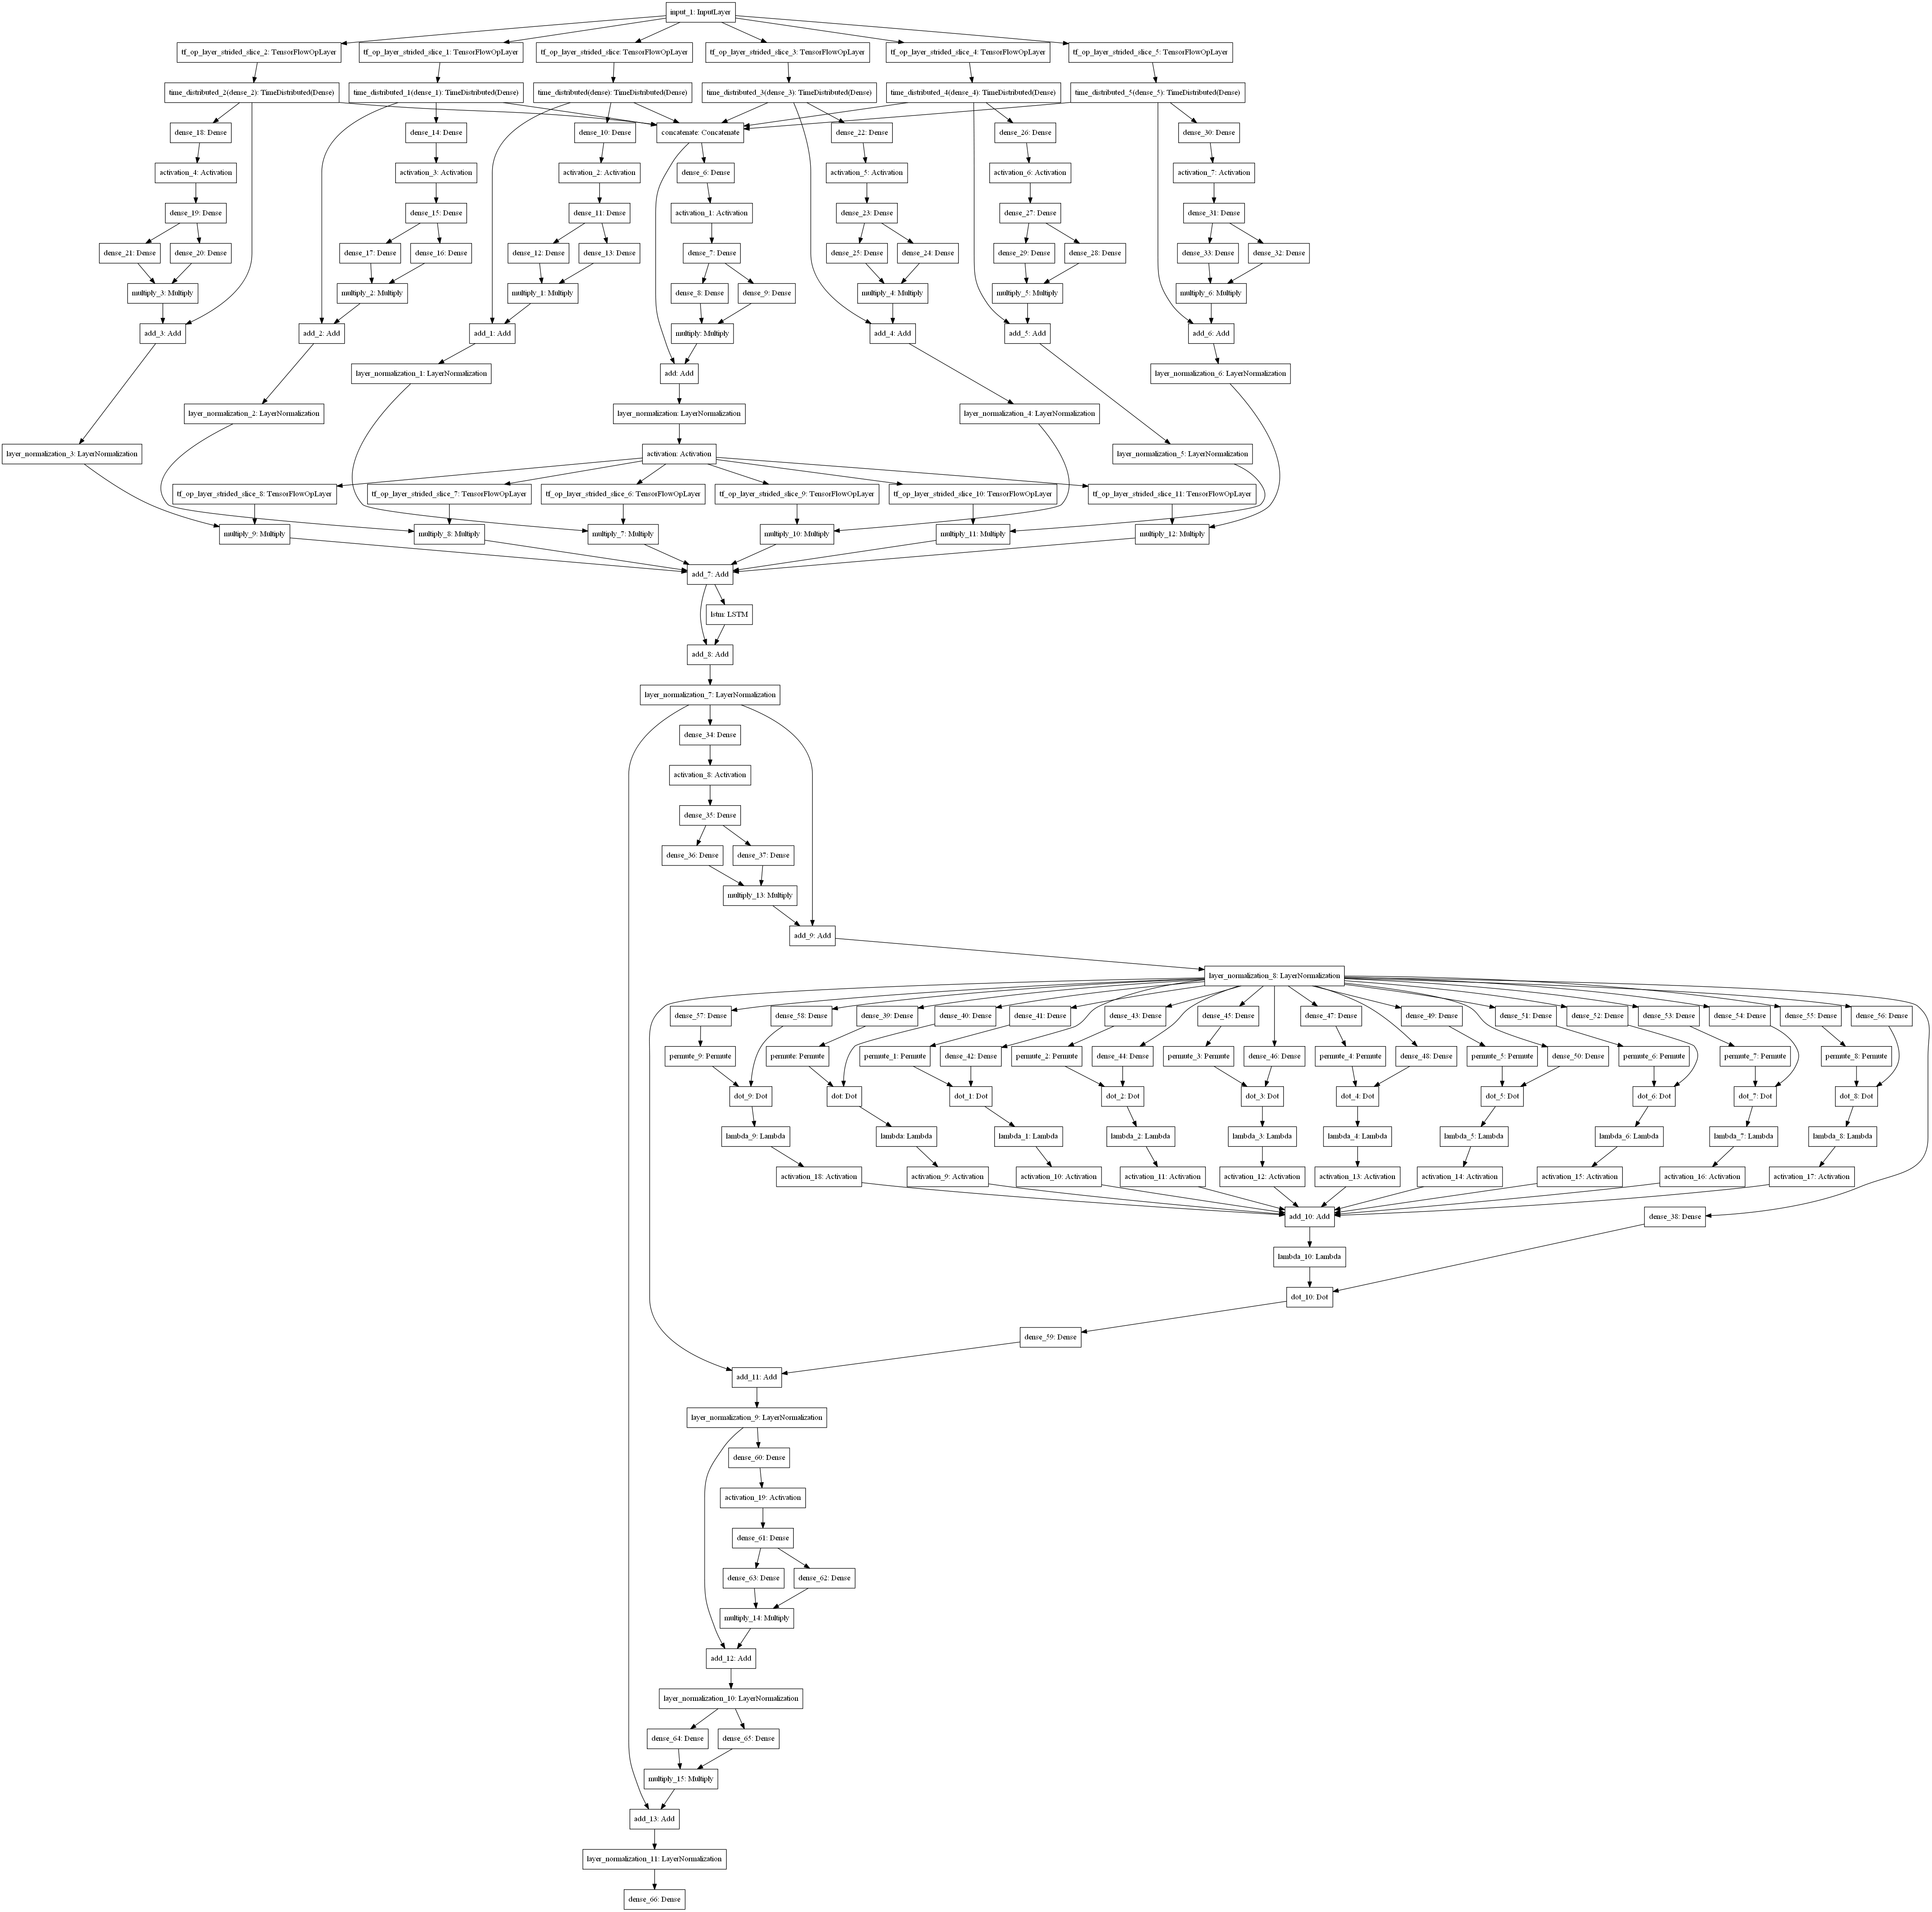 input_1: InputLayer
tf_op_layer_strided_slice_2: TensorFlowOpLayer
tf_op_layer_strided_slice_1: TensorFlowOpLayer
tf_op_layer_strided_slice: TensorFlowOpLayer
tf_op_layer_strided_slice_3: TensorFlowOpLayer
tf_op_layer_strided_slice_4: TensorFlowOpLayer
tf_op_layer_strided_slice_5: TensorFlowOpLayer
time_distributed_2(dense_2): TimeDistributed(Dense)
time_distributed_1(dense_1): TimeDistributed(Dense)
time_distributed(dense): TimeDistributed(Dense)
time_distributed_3(dense_3): TimeDistributed(Dense)
time_distributed_4(dense_4): TimeDistributed(Dense)
time_distributed_5(dense_5): TimeDistributed(Dense)
dense_18: Dense
dense_14: Dense
dense_10: Dense
concatenate: Concatenate
dense_22: Dense
dense_26: Dense
dense_30: Dense
activation_4: Activation
activation_3: Activation
activation_2: Activation
dense_6: Dense
activation_5: Activation
activation_6: Activation
activation_7: Activation
dense_19: Dense
dense_15: Dense
dense_11: Dense
activation_1: Activation
dense_23: Dense
dense_27: Dense
dense_31: Dense
dense_21: Dense
dense_20: Dense
dense_17: Dense
dense_16: Dense
dense_12: Dense
dense_13: Dense
dense_7: Dense
dense_25: Dense
dense_24: Dense
dense_29: Dense
dense_28: Dense
dense_33: Dense
dense_32: Dense
multiply_3: Multiply
multiply_2: Multiply
multiply_1: Multiply
dense_8: Dense
dense_9: Dense
multiply_4: Multiply
multiply_5: Multiply
multiply_6: Multiply
add_3: Add
add_2: Add
add_1: Add
multiply: Multiply
add_4: Add
add_5: Add
add_6: Add
layer_normalization_1: LayerNormalization
add: Add
layer_normalization_6: LayerNormalization
layer_normalization_2: LayerNormalization
layer_normalization: LayerNormalization
layer_normalization_4: LayerNormalization
layer_normalization_3: LayerNormalization
activation: Activation
layer_normalization_5: LayerNormalization
tf_op_layer_strided_slice_8: TensorFlowOpLayer
tf_op_layer_strided_slice_7: TensorFlowOpLayer
tf_op_layer_strided_slice_6: TensorFlowOpLayer
tf_op_layer_strided_slice_9: TensorFlowOpLayer
tf_op_layer_strided_slice_10: TensorFlowOpLayer
tf_op_layer_strided_slice_11: TensorFlowOpLayer
multiply_9: Multiply
multiply_8: Multiply
multiply_7: Multiply
multiply_10: Multiply
multiply_11: Multiply
multiply_12: Multiply
add_7: Add
lstm: LSTM
add_8: Add
layer_normalization_7: LayerNormalization
dense_34: Dense
activation_8: Activation
dense_35: Dense
dense_36: Dense
dense_37: Dense
multiply_13: Multiply
add_9: Add
layer_normalization_8: LayerNormalization
dense_57: Dense
dense_58: Dense
dense_39: Dense
dense_40: Dense
dense_41: Dense
dense_43: Dense
dense_45: Dense
dense_47: Dense
dense_49: Dense
dense_51: Dense
dense_52: Dense
dense_53: Dense
dense_54: Dense
dense_55: Dense
dense_56: Dense
permute_9: Permute
permute: Permute
permute_1: Permute
dense_42: Dense
permute_2: Permute
dense_44: Dense
permute_3: Permute
dense_46: Dense
permute_4: Permute
dense_48: Dense
permute_5: Permute
dense_50: Dense
permute_6: Permute
permute_7: Permute
permute_8: Permute
dot_9: Dot
dot: Dot
dot_1: Dot
dot_2: Dot
dot_3: Dot
dot_4: Dot
dot_5: Dot
dot_6: Dot
dot_7: Dot
dot_8: Dot
lambda_9: Lambda
lambda: Lambda
lambda_1: Lambda
lambda_2: Lambda
lambda_3: Lambda
lambda_4: Lambda
lambda_5: Lambda
lambda_6: Lambda
lambda_7: Lambda
lambda_8: Lambda
activation_18: Activation
activation_9: Activation
activation_10: Activation
activation_11: Activation
activation_12: Activation
activation_13: Activation
activation_14: Activation
activation_15: Activation
activation_16: Activation
activation_17: Activation
add_10: Add
dense_38: Dense
lambda_10: Lambda
dot_10: Dot
dense_59: Dense
add_11: Add
layer_normalization_9: LayerNormalization
dense_60: Dense
activation_19: Activation
dense_61: Dense
dense_63: Dense
dense_62: Dense
multiply_14: Multiply
add_12: Add
layer_normalization_10: LayerNormalization
dense_64: Dense
dense_65: Dense
multiply_15: Multiply
add_13: Add
layer_normalization_11: LayerNormalization
dense_66: Dense